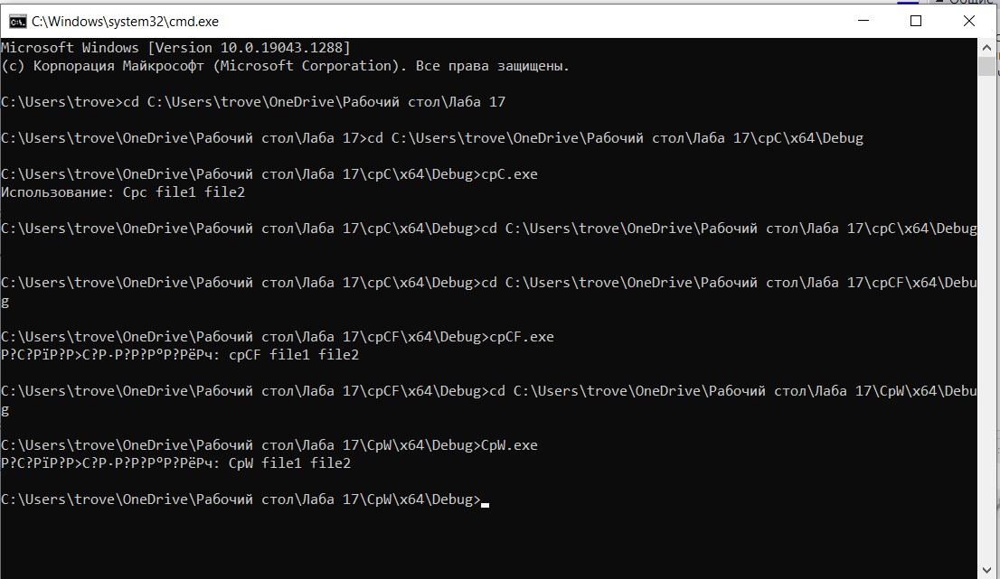 C:\Windows\system32\cmd.exe
Microsoft Windows [Version 10.0.19043.1288]
(c) Корпорация Майкрософт (Microsoft Corporation). Все права защищены.
C:\Users\trove>cd C:\Users\trove\OneDrive\Рабочий стол\Лаба 17
C:\Users\trove\OneDrive\Рабочий стол\Лаба 17>cd C:\Users\trove\OneDrive\Рабочий стол\Лаба 17\cpC\x64\Debug
C:\Users\trove\OneDrive\Рабочий стол\Лаба 17\cpC\x64\Debug>cpC.exe
Использование: Cpc file1 file2
C:\Users\trove\OneDrive\Рабочий стол\Лаба 17\cpC\x64\Debug>cd C:\Users\trove\OneDrive\Рабочий стол\Лаба 17\cpC\x64\Debug
C:\Users\trove\OneDrive\Рабочий стол\Лаба 17\cpC\x64\Debug>cd C:\Users\trove\OneDrive\Рабочий стол\Лаба 17\cpCF\x64\Debu
g
C:\Users\trove\OneDrive\Рабочий стол\Лаба 17\cpCF\x64\Debug>cpCF.exe
Р?С?РїР?Р>С?Р·Р?Р?Р°Р?РёРч: cpCF file1 file2
C:\Users\trove\OneDrive\Рабочий стол\Лаба 17\cpCF\x64\Debug>cd C:\Users\trove\OneDrive\Рабочий стол\Лаба 17\CpW\x64\Debu
g
C:\Users\trove\OneDrive\Рабочий стол\Лаба 17\CpW\x64\Debug>CpW.exe
Р?С?РїР?Р>С?Р·Р?Р?Р°Р?РёРч: CpW file1 file2
C:\Users\trove\OneDrive\Рабочий стол\Лаба 17\CpW\x64\Debug>